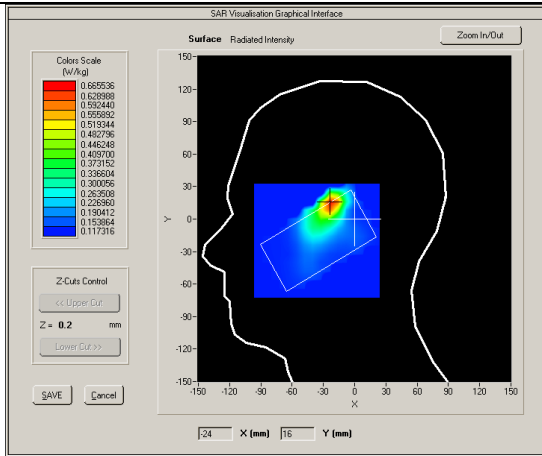 SAR Visualisation Graphical Interface
Surface Radiated Intensity
Zoom In/Out
Colors Scale
(W/kg)
0.665536
0.628988
0.592440
0.555892
0.519344
0.482796
0.446248
0.409700
0.373152
0.336604
0.300056
0.263508
0.226960
0.190412
0.153864
0.117316
Z-Cuts Control
<< Upper Cut
Z = 0.2 mm
Lower Cut >>
SAVE Cancel
150-
120-
90-
60-
30-
0-
-30-
-60-
-90-
-120-
-150-
Y
-150 -120 -90 -60 -30 0 30 60 90 120 150
X
-24 X (mm) 16 Y (mm)